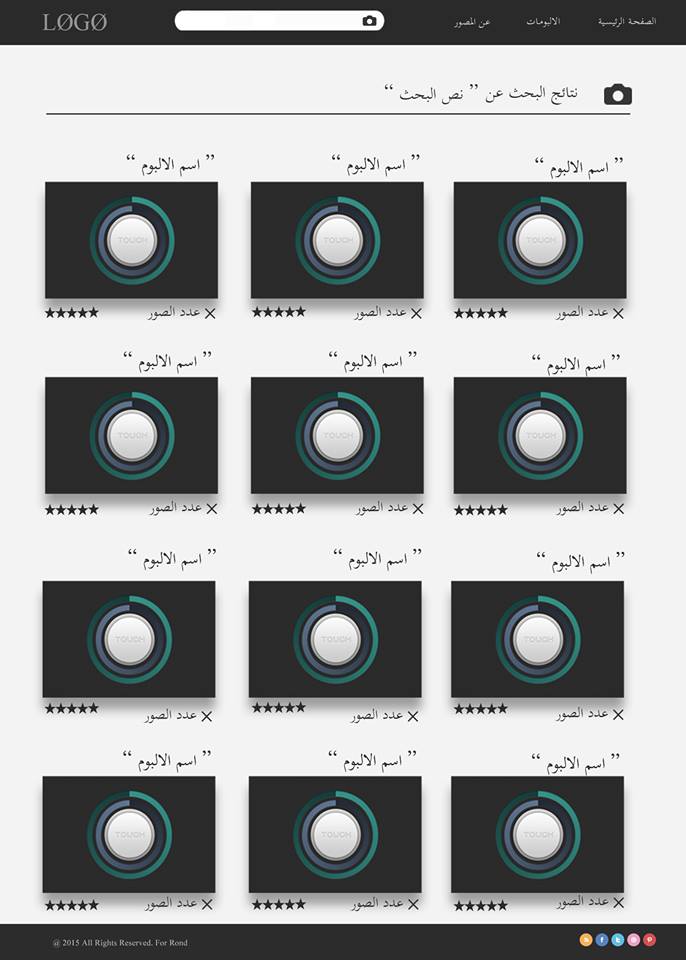 الصفحة الرئيسية
الالبومات
عن المصور
LØGØ
نتائج البحث عن ” نص البحث “
” اسم الالبوم “
” اسم الالبوم “
” اسم الالبوم “
TOUCH
TOUCH
TOUCH
عدد الصور
عدد الصور
عدد الصور
” اسم الالبوم “
” اسم الالبوم “
” اسم الالبوم “
TOUCH
TOUCH
TOUCH
عدد الصور
عدد الصور
عدد الصور
” اسم الالبوم “
” اسم الالبوم “
” اسم الالبوم “
TOUCH
TOUCH
TOUCH
عدد الصور
عدد الصور
عدد الصور
” اسم الالبوم “
” اسم الالبوم “
” اسم الالبوم “
TOUCH
TOUCH
TOUCH
عدد الصور
عدد الصور
عدد الصور
@ 2015 All Rights Reserved. For Rond